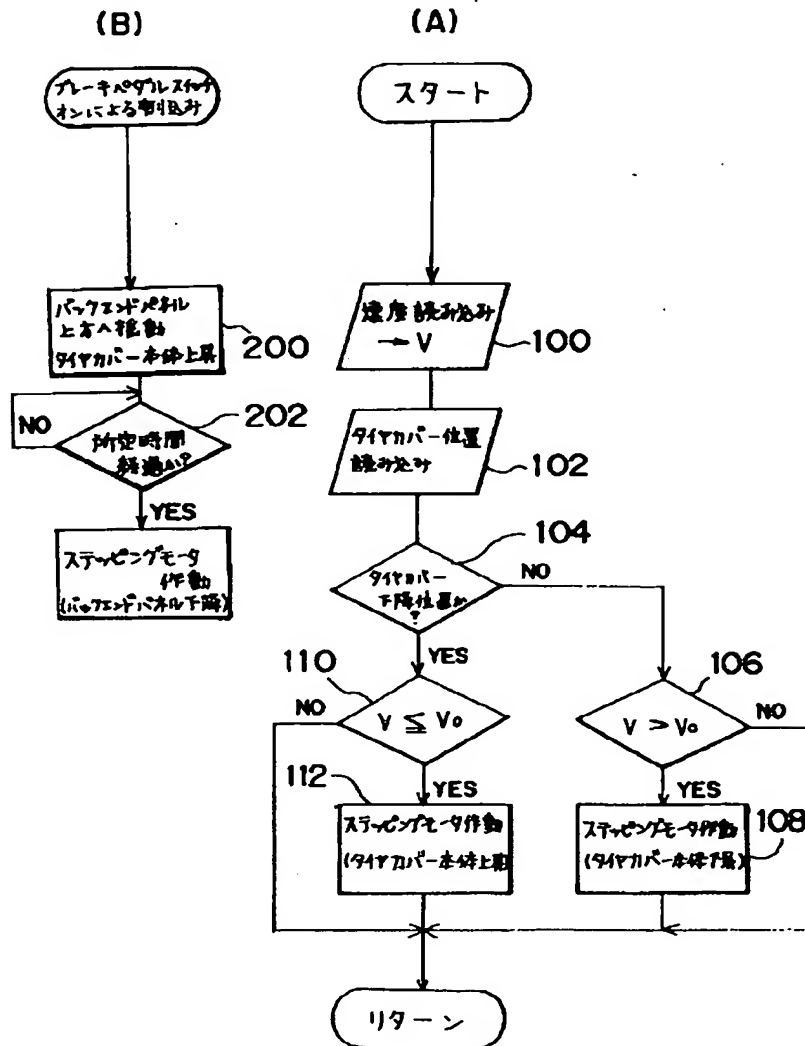 (B)
ブレーキペダルスイッチ
オンによる割込み
バックエンドパネル
上方へ移動
タイヤカバー本体上昇
200
202
NO
所定時間
経過か?
YES
ステッピングモータ
作動
(バックエンドパネル下降)
(A)
スタート
速度読み込み
→ V
100
タイヤカバー位置
読み込み
102
104
タイヤカバー
下降位置か
?
NO
YES
110
NO
V ≦ Vo
YES
106
V > Vo
NO
YES
112
ステッピングモータ作動
(タイヤカバー本体上昇)
ステッピングモータ作動
(タイヤカバー本体下降)
108
リターン